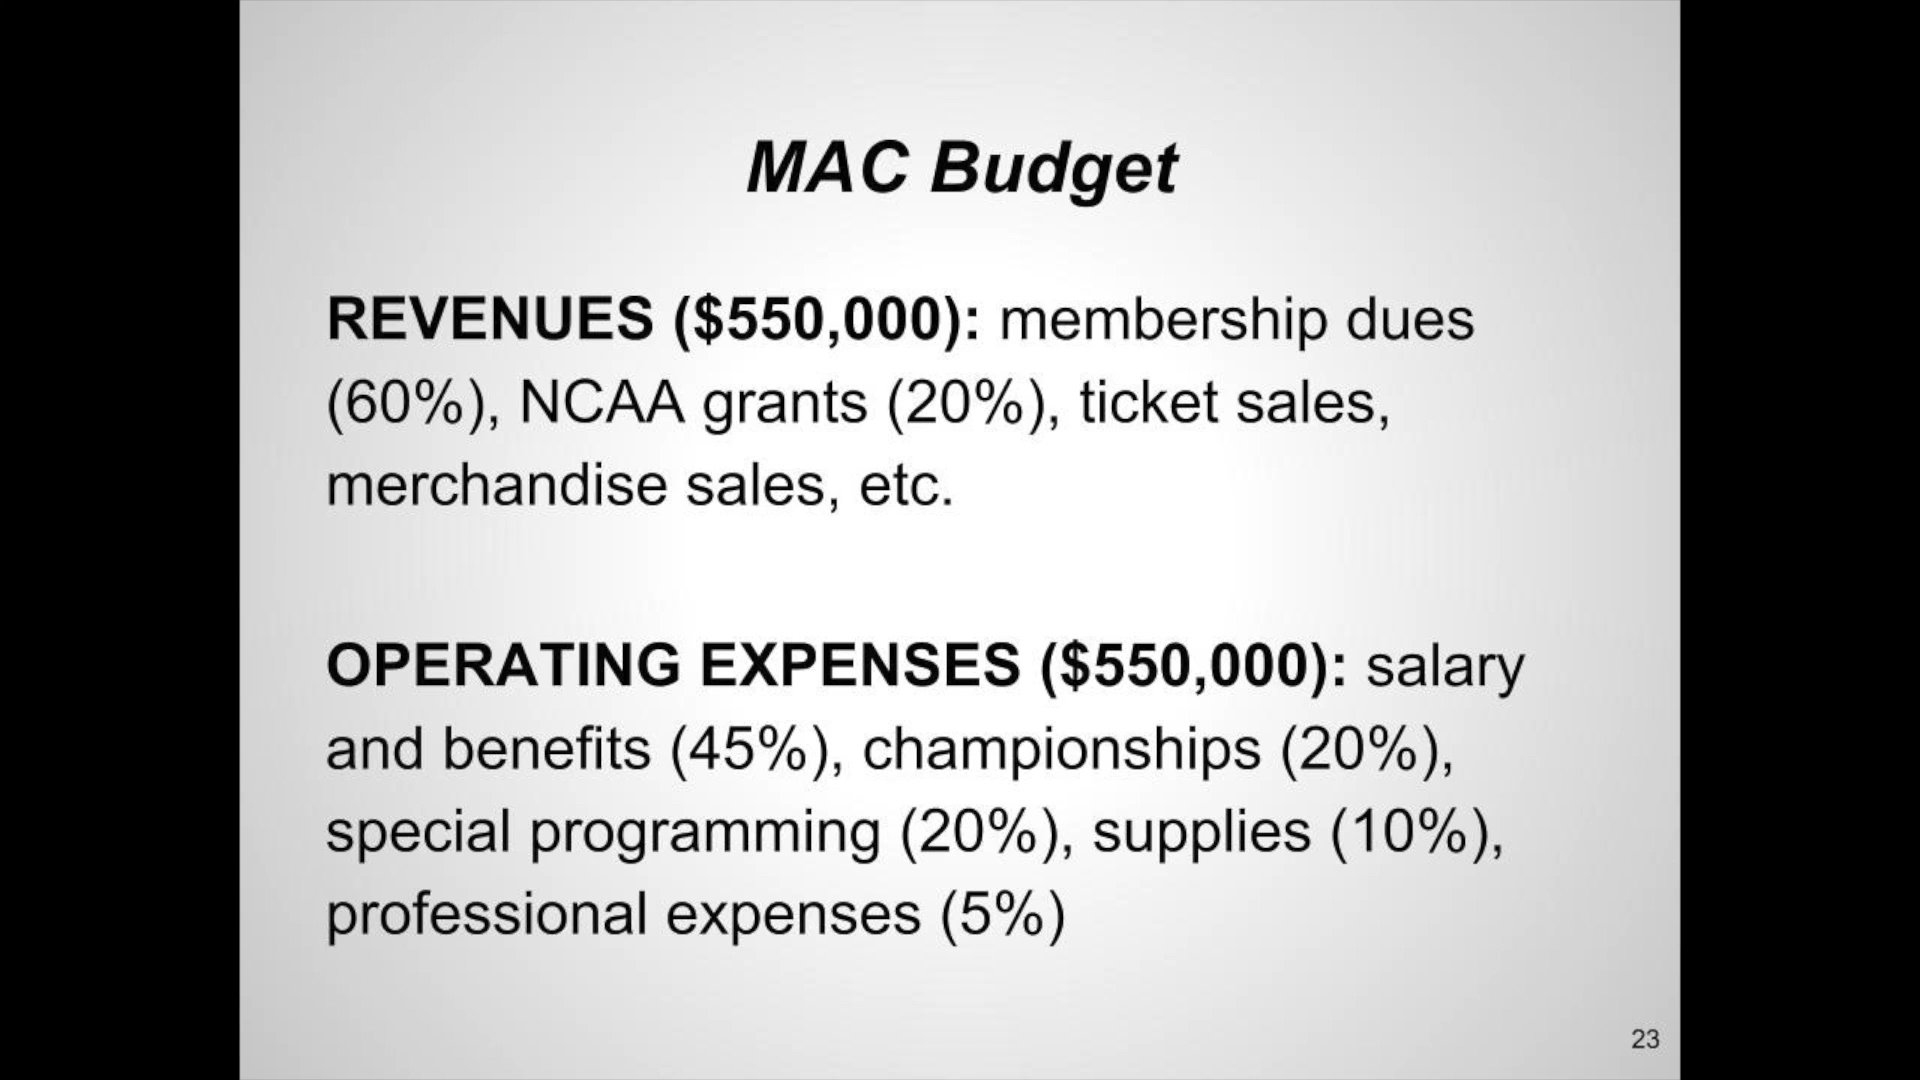 MAC Budget
REVENUES ($550,000): membership dues
(60%), NCAA grants (20%), ticket sales,
merchandise sales, etc.
OPERATING EXPENSES ($550,000): salary
and benefits (45%), championships (20%),
special programming (20%), supplies (10%),
professional expenses (5%)
23